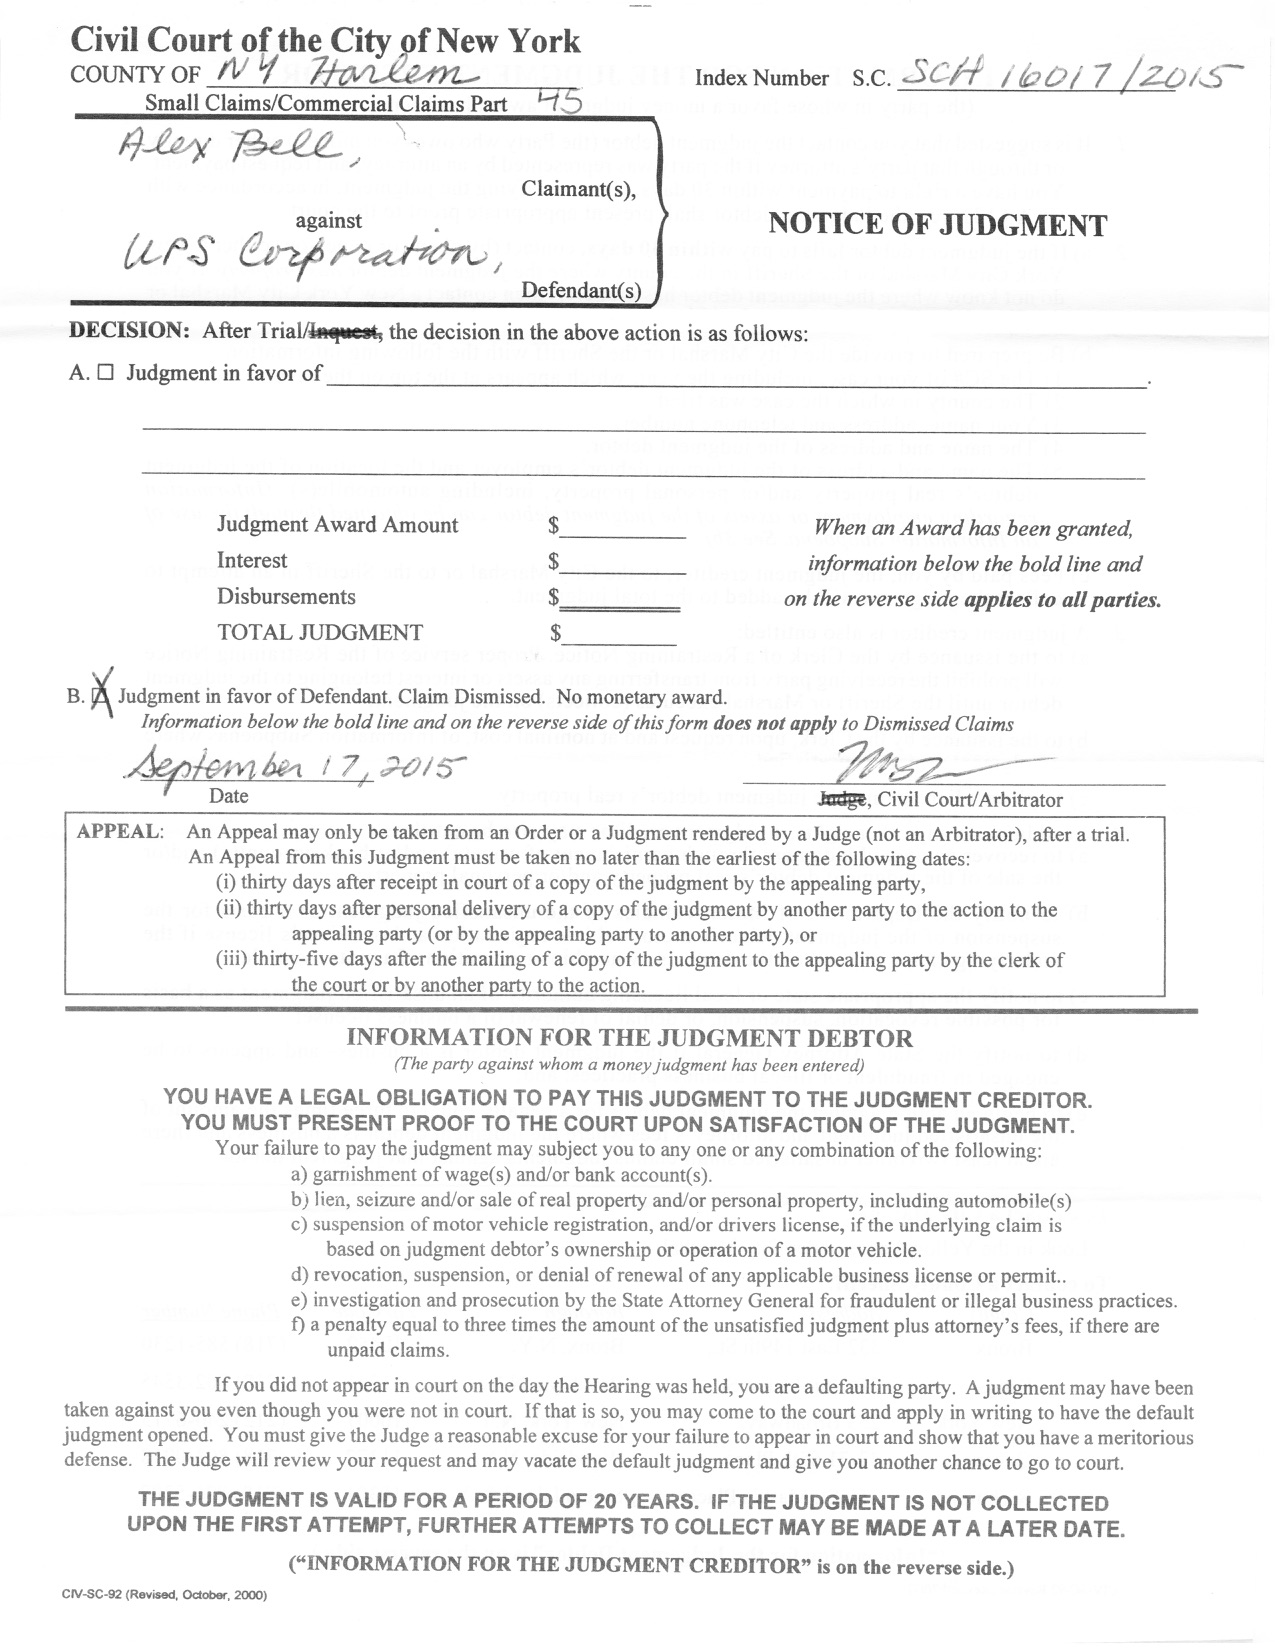 Civil Court of the City of New York
COUNTY OF NY Harlem Index Number S.C. SCH 16017/2015
Small Claims/Commercial Claims Part 45
Alex Bell,
Claimant(s),
against
NOTICE OF JUDGMENT
UPS Corporation,
Defendant(s)
DECISION: After Trial/Inquest, the decision in the above action is as follows:
A. ☐ Judgment in favor of .
Judgment Award Amount $ When an Award has been granted,
Interest $ information below the bold line and
Disbursements $ on the reverse side applies to all parties.
TOTAL JUDGMENT $
B. ☒ Judgment in favor of Defendant. Claim Dismissed. No monetary award.
Information below the bold line and on the reverse side of this form does not apply to Dismissed Claims
September 17, 2015
Date Judge, Civil Court/Arbitrator
APPEAL: An Appeal may only be taken from an Order or a Judgment rendered by a Judge (not an Arbitrator), after a trial.
An Appeal from this Judgment must be taken no later than the earliest of the following dates:
(i) thirty days after receipt in court of a copy of the judgment by the appealing party,
(ii) thirty days after personal delivery of a copy of the judgment by another party to the action to the
appealing party (or by the appealing party to another party), or
(iii) thirty-five days after the mailing of a copy of the judgment to the appealing party by the clerk of
the court or by another party to the action.
INFORMATION FOR THE JUDGMENT DEBTOR
(The party against whom a money judgment has been entered)
YOU HAVE A LEGAL OBLIGATION TO PAY THIS JUDGMENT TO THE JUDGMENT CREDITOR.
YOU MUST PRESENT PROOF TO THE COURT UPON SATISFACTION OF THE JUDGMENT.
Your failure to pay the judgment may subject you to any one or any combination of the following:
a) garnishment of wage(s) and/or bank account(s).
b) lien, seizure and/or sale of real property and/or personal property, including automobile(s)
c) suspension of motor vehicle registration, and/or drivers license, if the underlying claim is
based on judgment debtor's ownership or operation of a motor vehicle.
d) revocation, suspension, or denial of renewal of any applicable business license or permit..
e) investigation and prosecution by the State Attorney General for fraudulent or illegal business practices.
f) a penalty equal to three times the amount of the unsatisfied judgment plus attorney's fees, if there are
unpaid claims.
If you did not appear in court on the day the Hearing was held, you are a defaulting party. A judgment may have been
taken against you even though you were not in court. If that is so, you may come to the court and apply in writing to have the default
judgment opened. You must give the Judge a reasonable excuse for your failure to appear in court and show that you have a meritorious
defense. The Judge will review your request and may vacate the default judgment and give you another chance to go to court.
THE JUDGMENT IS VALID FOR A PERIOD OF 20 YEARS. IF THE JUDGMENT IS NOT COLLECTED
UPON THE FIRST ATTEMPT, FURTHER ATTEMPTS TO COLLECT MAY BE MADE AT A LATER DATE.
("INFORMATION FOR THE JUDGMENT CREDITOR" is on the reverse side.)
CIV-SC-92 (Revised, October, 2000)